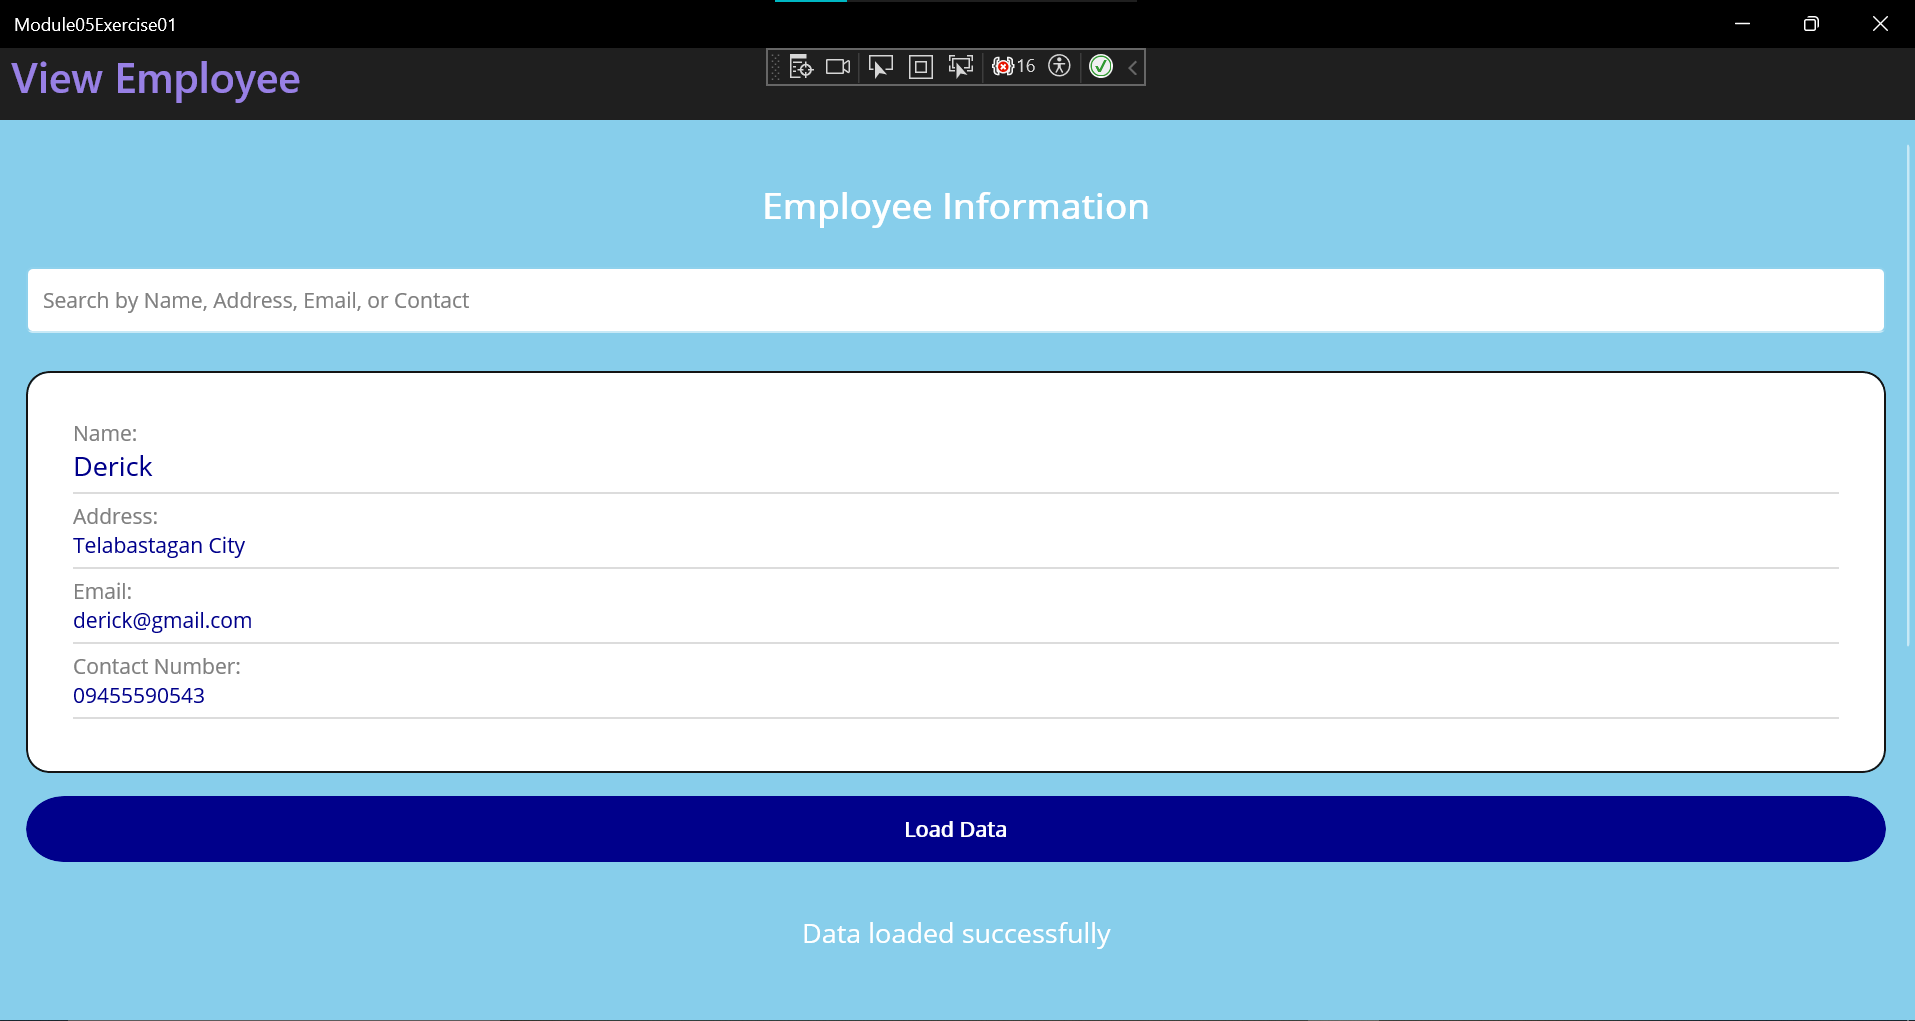 Module05Exercise01
View Employee
16
Employee Information
Search by Name, Address, Email, or Contact
Name:
Derick
Address:
Telabastagan City
Email:
derick@gmail.com
Contact Number:
09455590543
Load Data
Data loaded successfully